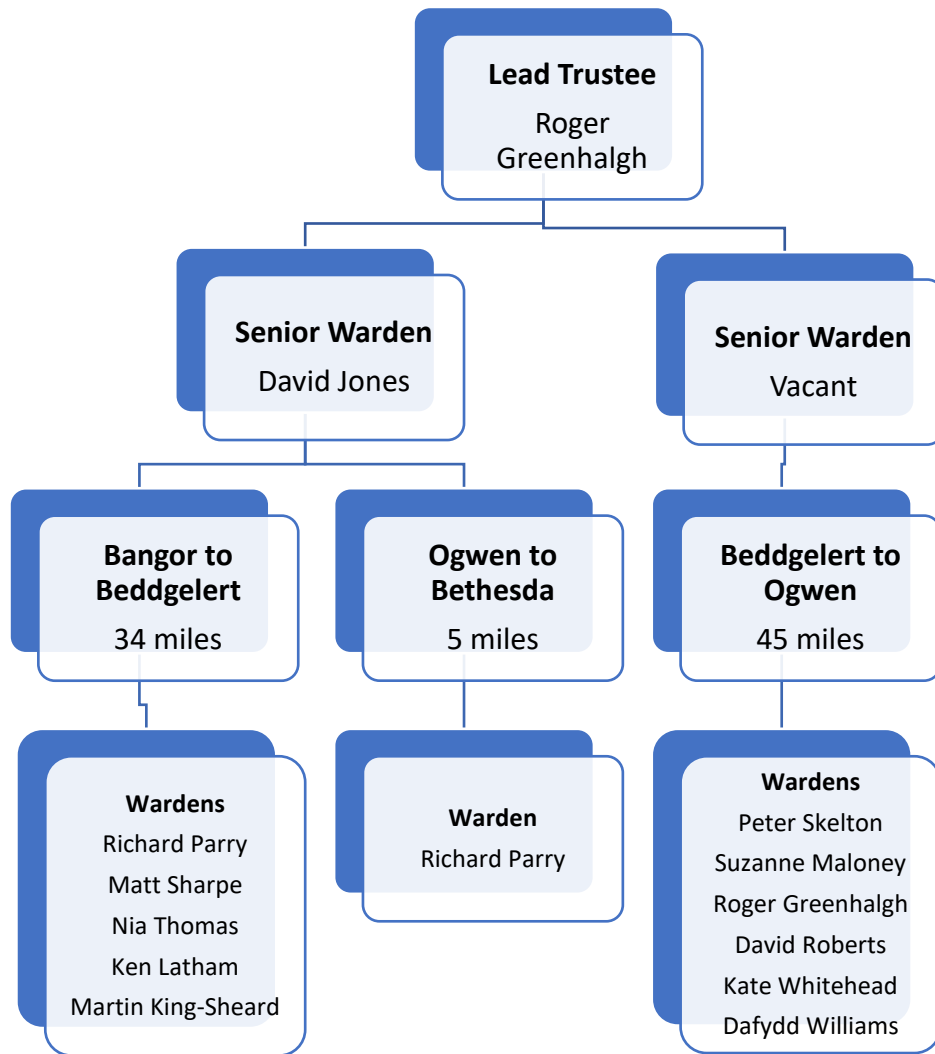 Lead Trustee
Roger
Greenhalgh
Senior Warden
David Jones
Senior Warden
Vacant
Bangor to
Beddgelert
34 miles
Ogwen to
Bethesda
5 miles
Beddgelert to
Ogwen
45 miles
Wardens
Richard Parry
Matt Sharpe
Nia Thomas
Ken Latham
Martin King-Sheard
Warden
Richard Parry
Wardens
Peter Skelton
Suzanne Maloney
Roger Greenhalgh
David Roberts
Kate Whitehead
Dafydd Williams